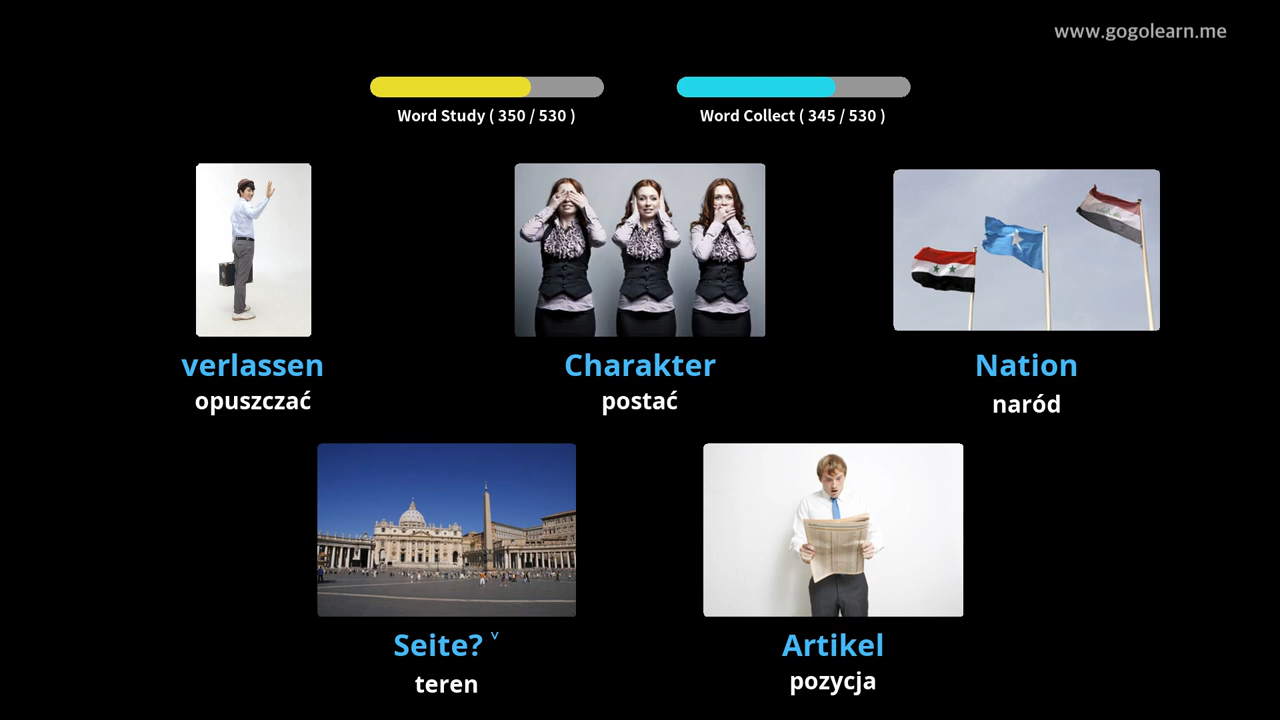 www.gogolearn.me
Word Study ( 350 / 530 )
Word Collect ( 345 / 530 )
verlassen
opuszczać
Charakter
postać
Nation
naród
Seite? ˅
teren
Artikel
pozycja